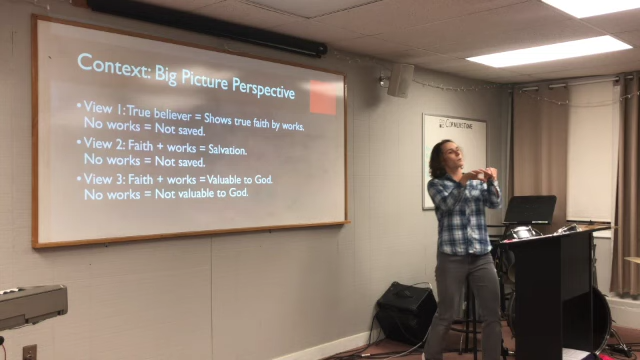 Context: Big Picture Perspective
• View 1: True believer = Shows true faith by works.
No works = Not saved.
• View 2: Faith + works = Salvation.
No works = Not saved.
• View 3: Faith + works = Valuable to God.
No works = Not valuable to God.